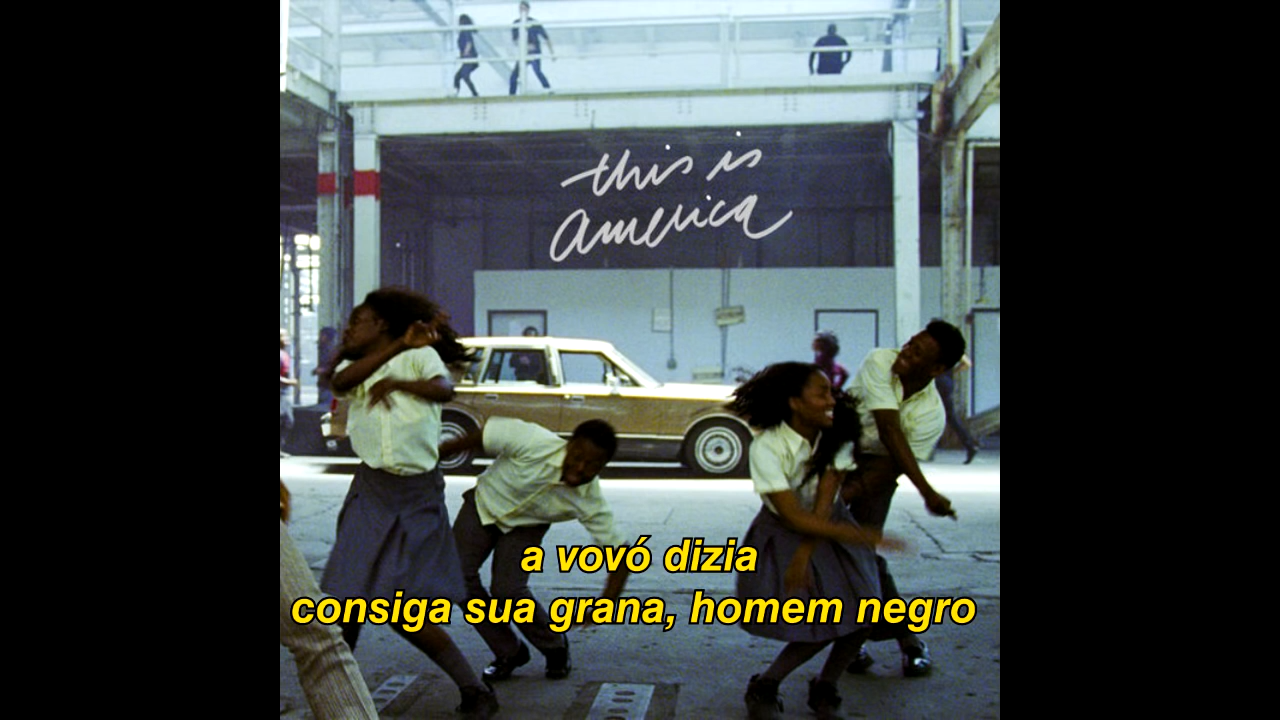 this is
america
a vovó dizia
consiga sua grana, homem negro